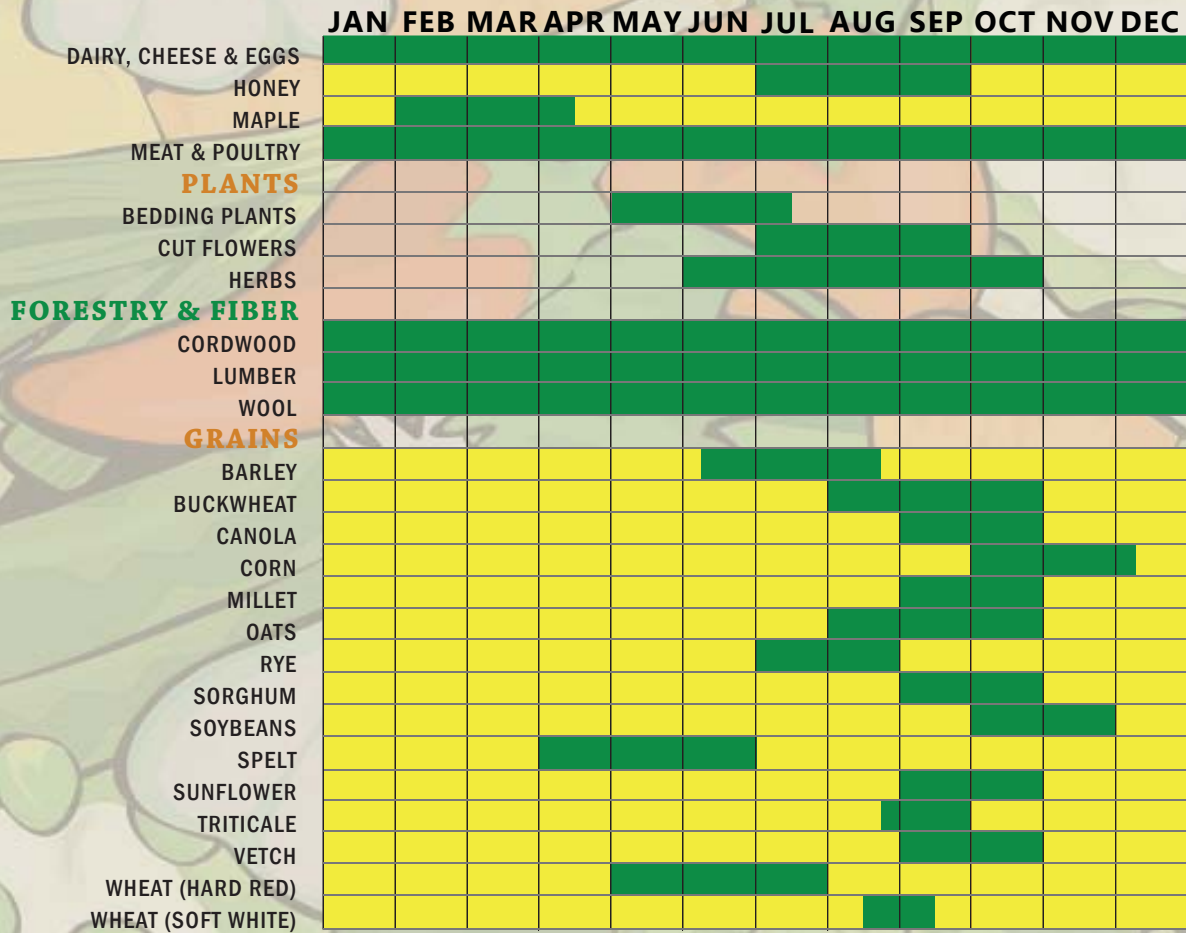 JAN FEB MAR APR MAY JUN JUL AUG SEP OCT NOV DEC
DAIRY, CHEESE & EGGS
HONEY
MAPLE
MEAT & POULTRY
PLANTS
BEDDING PLANTS
CUT FLOWERS
HERBS
FORESTRY & FIBER
CORDWOOD
LUMBER
WOOL
GRAINS
BARLEY
BUCKWHEAT
CANOLA
CORN
MILLET
OATS
RYE
SORGHUM
SOYBEANS
SPELT
SUNFLOWER
TRITICALE
VETCH
WHEAT (HARD RED)
WHEAT (SOFT WHITE)